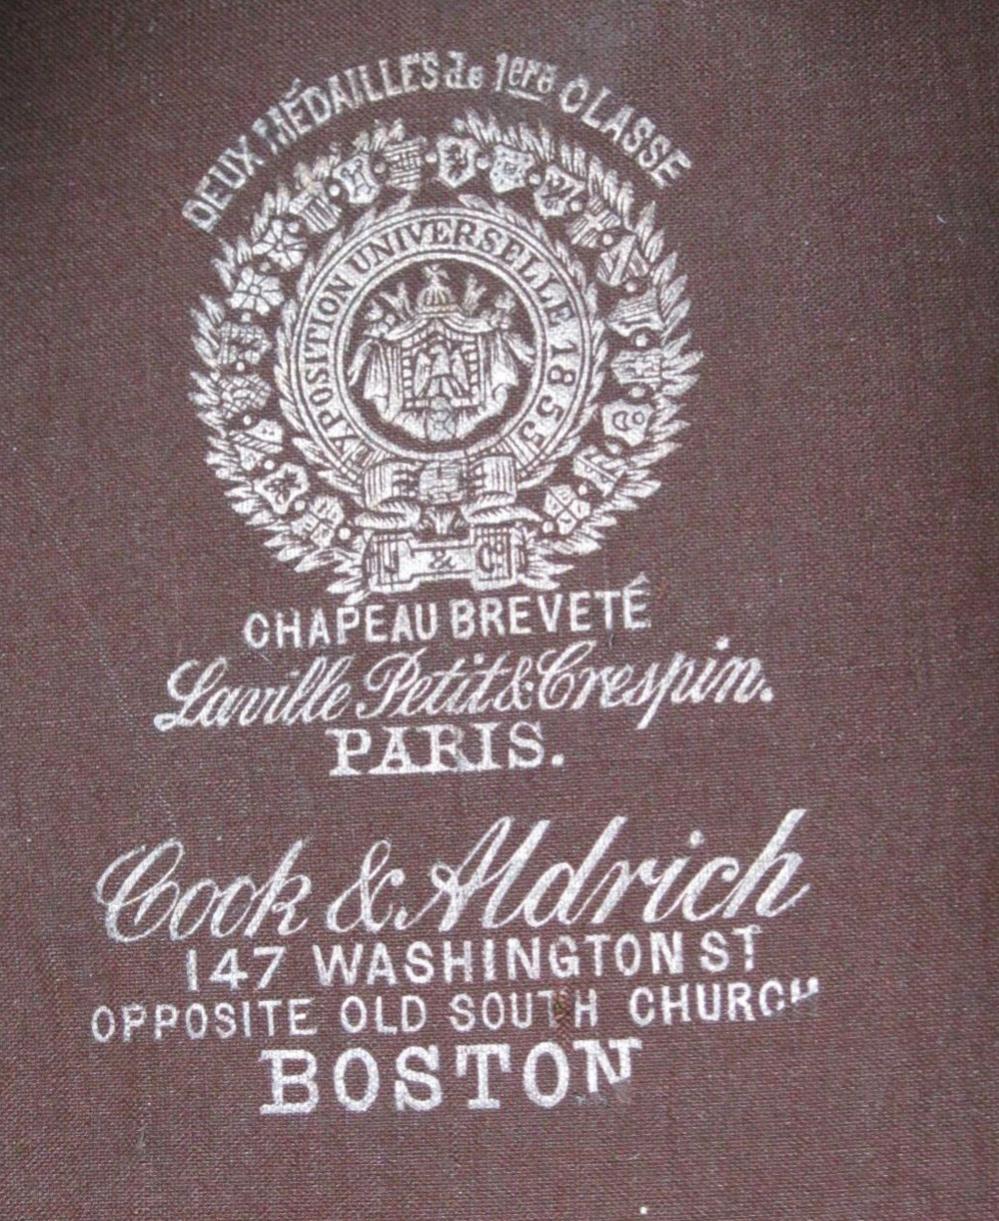 DEUX MÉDAILLES de 1ere CLASSE
EXPOSITION UNIVERSELLE 1855
& Co
CHAPEAU BREVETÉ
Laville Petit & Crespin.
PARIS.
Cook & Aldrich
147 WASHINGTON ST
OPPOSITE OLD SOUTH CHURCH
BOSTON